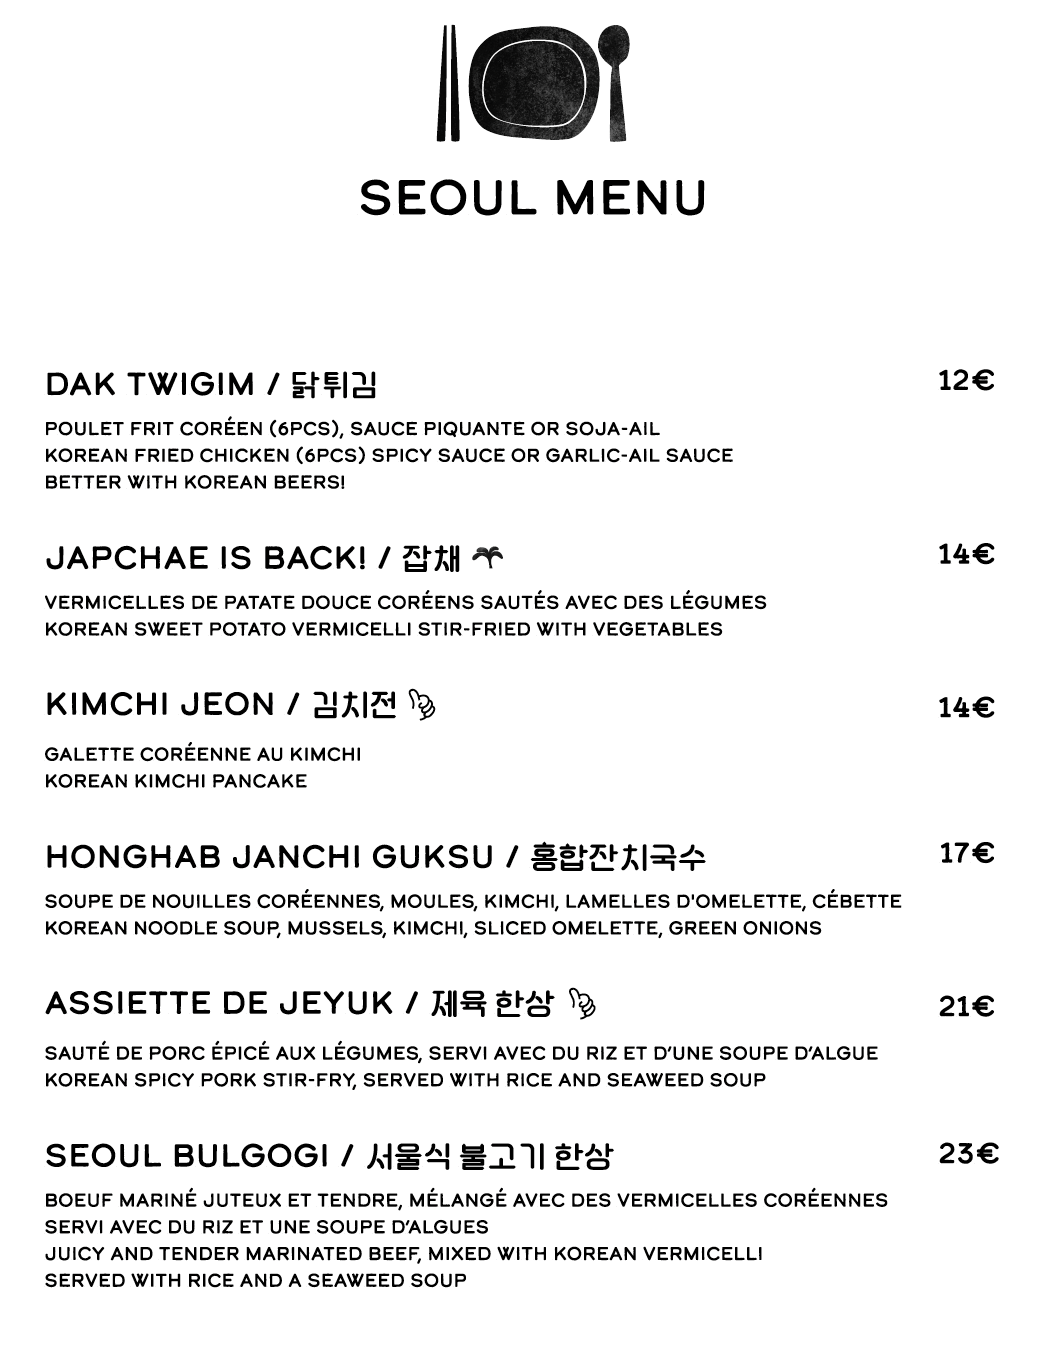 SEOUL MENU
DAK TWIGIM / 닭튀김 12€
POULET FRIT CORÉEN (6PCS), SAUCE PIQUANTE OR SOJA-AIL
KOREAN FRIED CHICKEN (6PCS) SPICY SAUCE OR GARLIC-AIL SAUCE
BETTER WITH KOREAN BEERS!
JAPCHAE IS BACK! / 잡채 14€
VERMICELLES DE PATATE DOUCE CORÉENS SAUTÉS AVEC DES LÉGUMES
KOREAN SWEET POTATO VERMICELLI STIR-FRIED WITH VEGETABLES
KIMCHI JEON / 김치전 14€
GALETTE CORÉENNE AU KIMCHI
KOREAN KIMCHI PANCAKE
HONGHAB JANCHI GUKSU / 홍합잔치국수 17€
SOUPE DE NOUILLES CORÉENNES, MOULES, KIMCHI, LAMELLES D'OMELETTE, CÉBETTE
KOREAN NOODLE SOUP, MUSSELS, KIMCHI, SLICED OMELETTE, GREEN ONIONS
ASSIETTE DE JEYUK / 제육 한상 21€
SAUTÉ DE PORC ÉPICÉ AUX LÉGUMES, SERVI AVEC DU RIZ ET D’UNE SOUPE D’ALGUE
KOREAN SPICY PORK STIR-FRY, SERVED WITH RICE AND SEAWEED SOUP
SEOUL BULGOGI / 서울식 불고기 한상 23€
BOEUF MARINÉ JUTEUX ET TENDRE, MÉLANGÉ AVEC DES VERMICELLES CORÉENNES
SERVI AVEC DU RIZ ET UNE SOUPE D’ALGUES
JUICY AND TENDER MARINATED BEEF, MIXED WITH KOREAN VERMICELLI
SERVED WITH RICE AND A SEAWEED SOUP